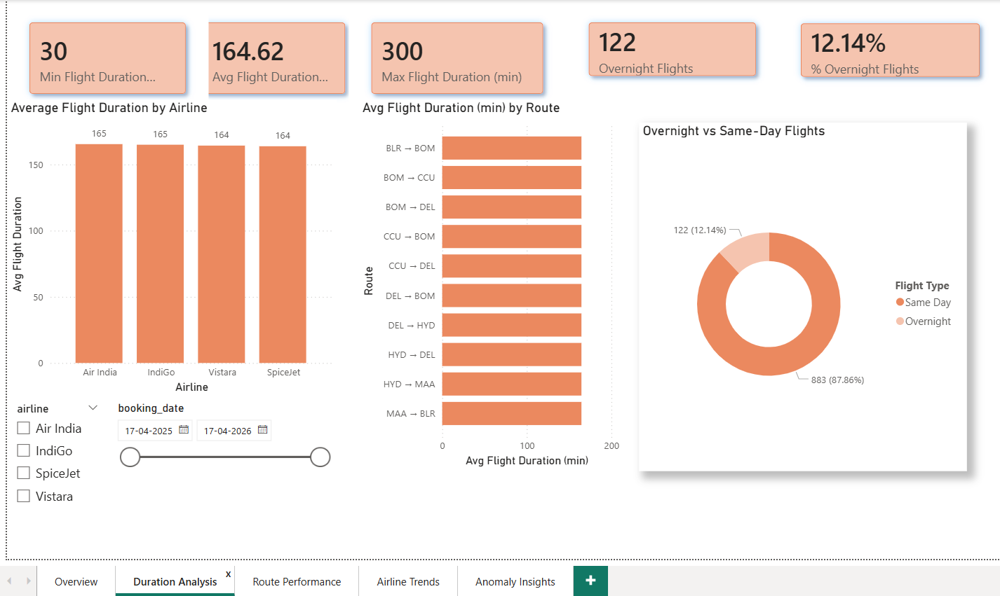 30
Min Flight Duration...
164.62
Avg Flight Duration...
300
Max Flight Duration (min)
122
Overnight Flights
12.14%
% Overnight Flights
Average Flight Duration by Airline
165
165
164
164
150
100
50
0
Avg Flight Duration
Air India
IndiGo
Vistara
SpiceJet
Airline
airline
Air India
IndiGo
SpiceJet
Vistara
booking_date
17-04-2025
17-04-2026
Avg Flight Duration (min) by Route
Route
BLR → BOM
BOM → CCU
BOM → DEL
CCU → BOM
CCU → DEL
DEL → BOM
DEL → HYD
HYD → DEL
HYD → MAA
MAA → BLR
0
100
200
Avg Flight Duration (min)
Overnight vs Same-Day Flights
122 (12.14%)
883 (87.86%)
Flight Type
Same Day
Overnight
Overview
Duration Analysis
x
Route Performance
Airline Trends
Anomaly Insights
+